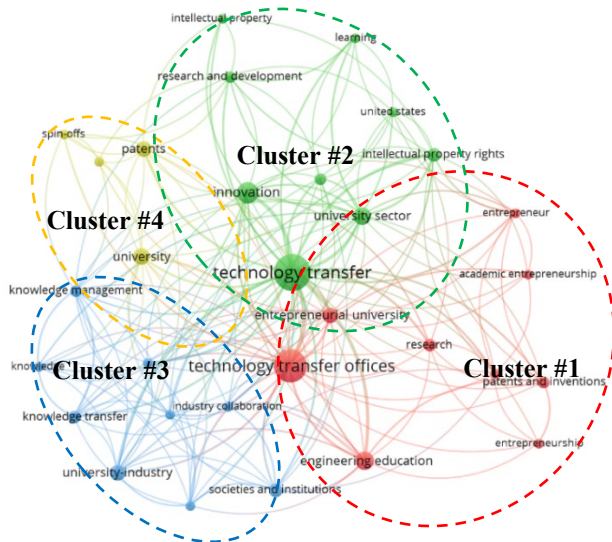 intellectual property
learning
research and development
united states
spin-offs
patents
Cluster #2
intellectual property rights
innovation
university sector
entrepreneur
Cluster #4
university
technology transfer
academic entrepreneurship
knowledge management
entrepreneurial university
research
knowledge
Cluster #3
technology transfer offices
Cluster #1
patents and inventions
industry collaboration
knowledge transfer
entrepreneurship
university-industry
engineering education
societies and institutions